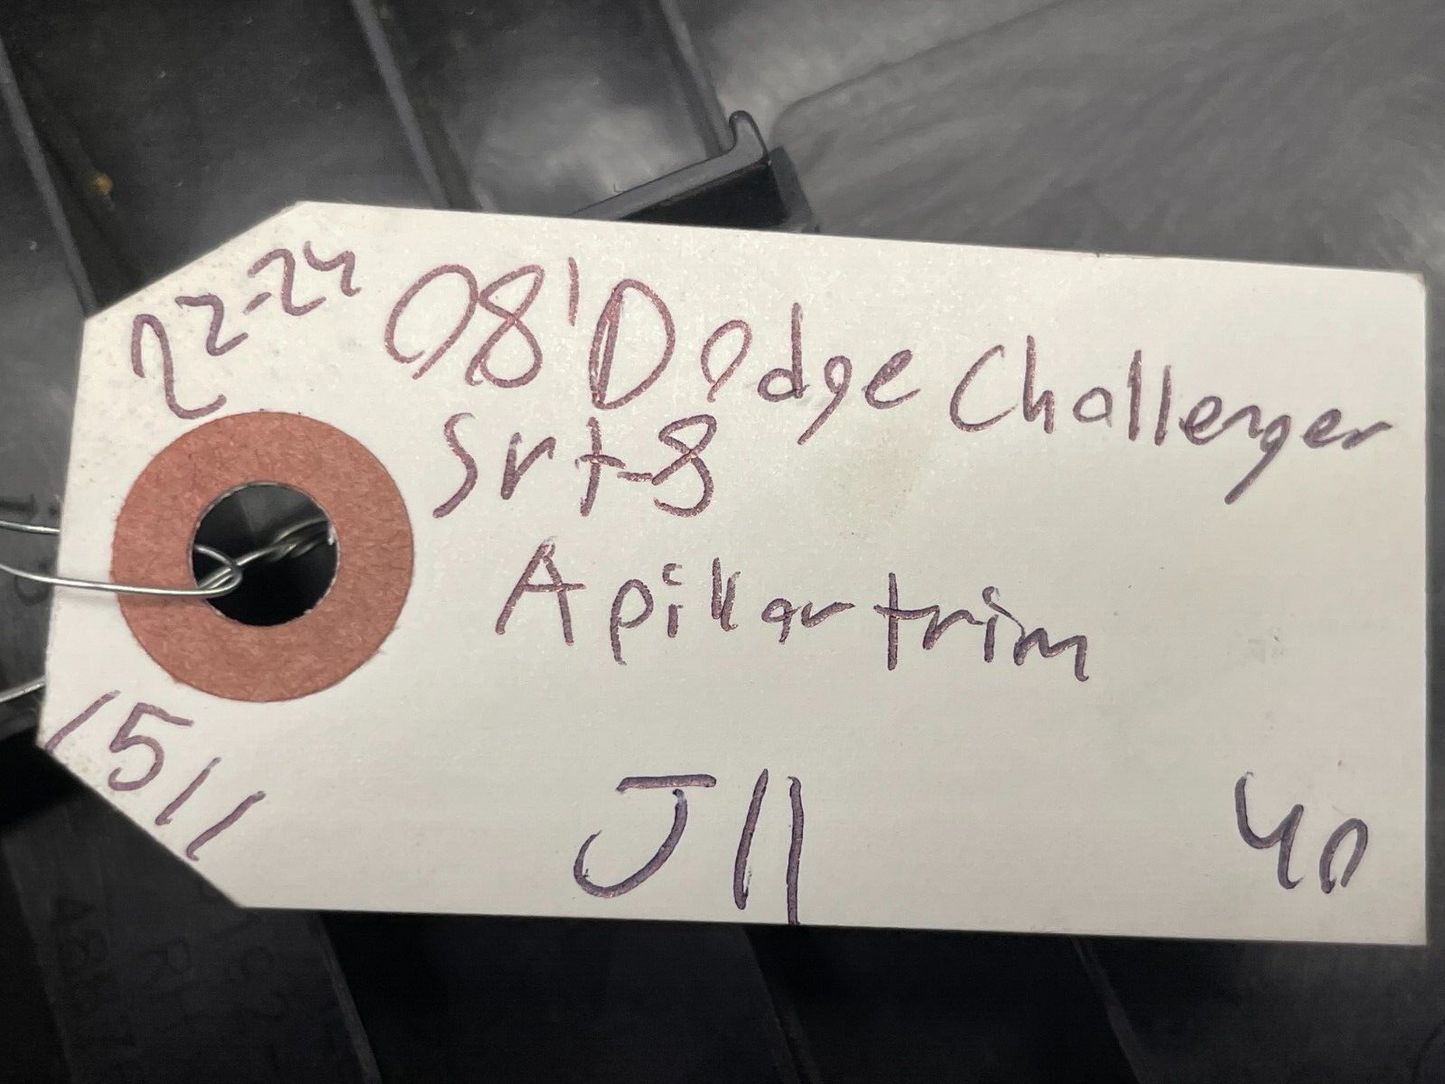 22-24
08' Dodge Challenger
Srt-8
A pillar trim
1511
J11
40